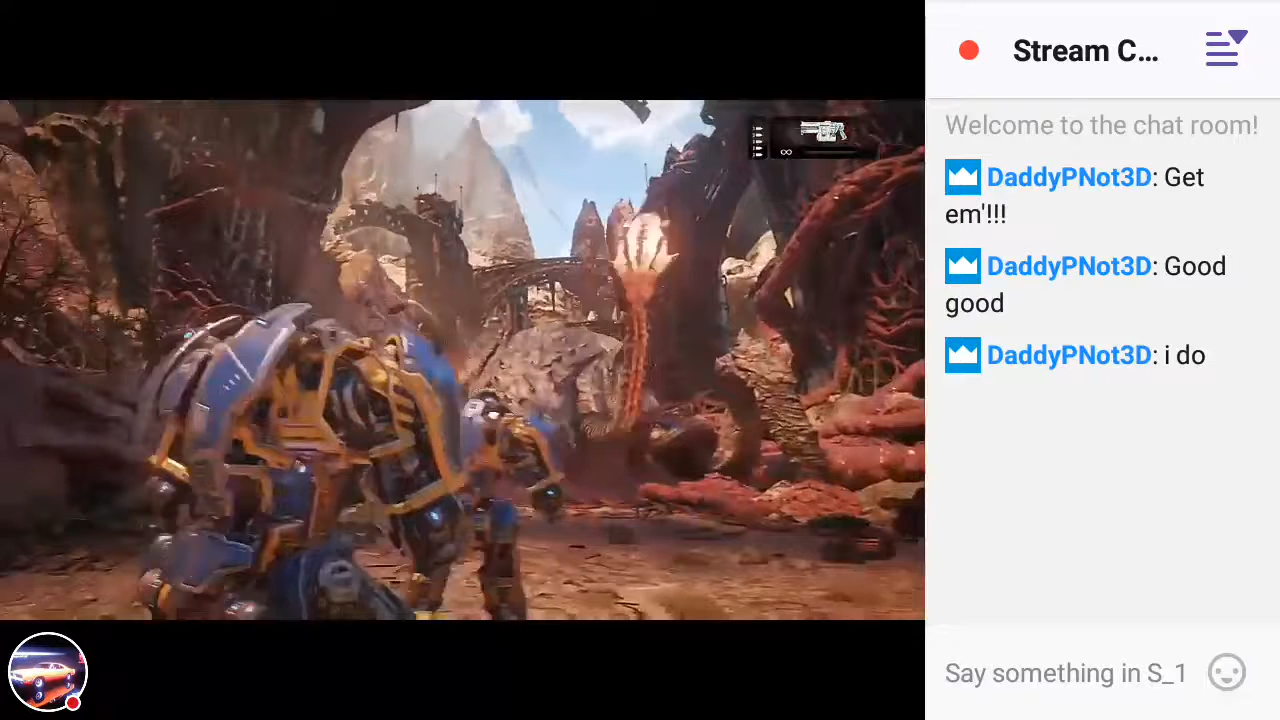 Stream C...
Welcome to the chat room!
DaddyPNot3D: Get
em'!!!
DaddyPNot3D: Good
good
DaddyPNot3D: i do
Say something in S_1
∞